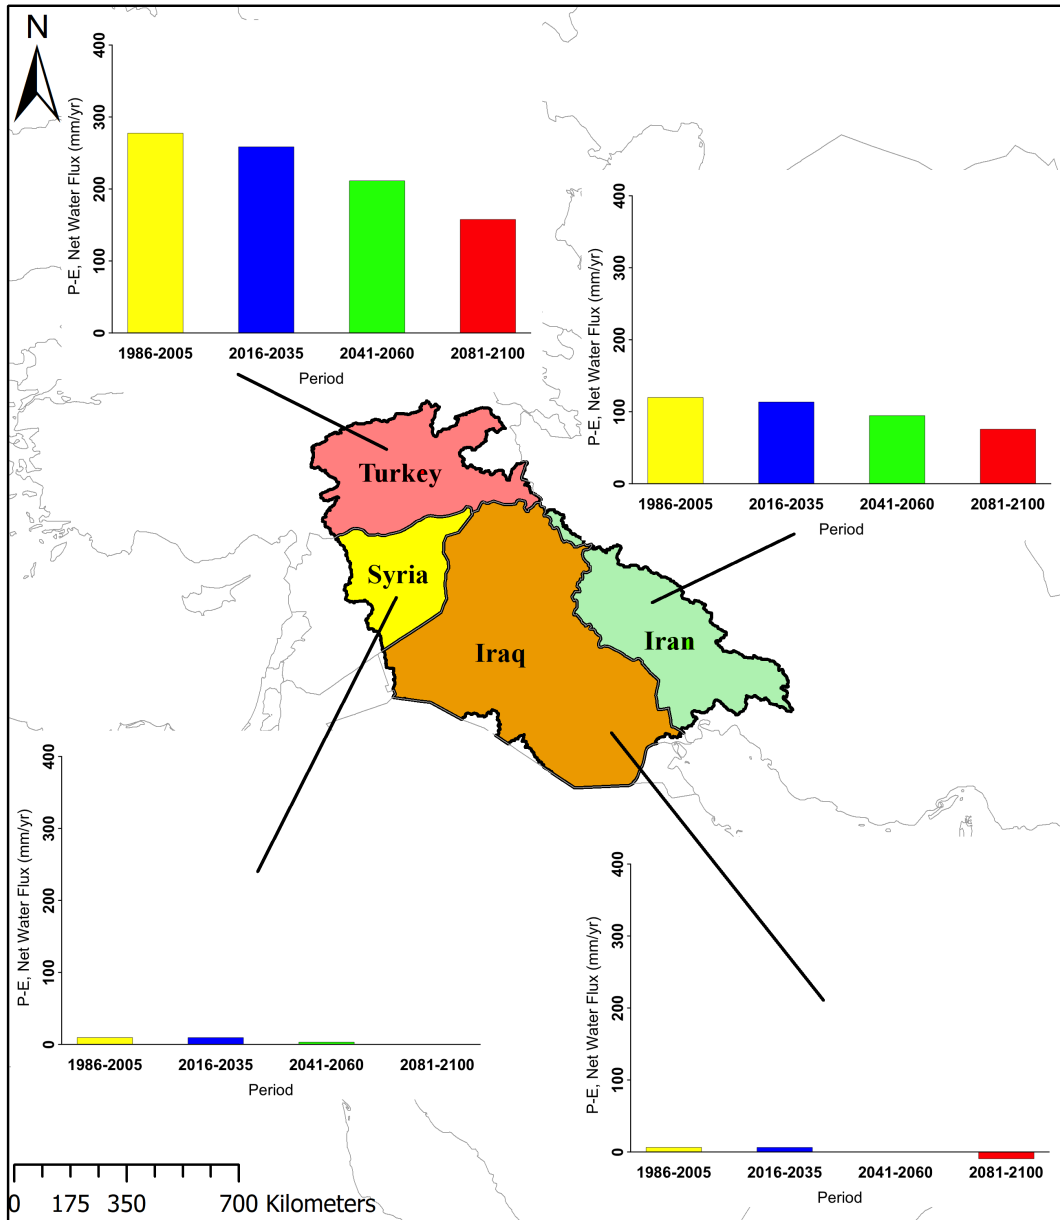 N
P-E, Net Water Flux (mm/yr)
400
300
200
100
0
1986-2005 2016-2035 2041-2060 2081-2100
Period
P-E, Net Water Flux (mm/yr)
400
300
200
100
0
1986-2005 2016-2035 2041-2060 2081-2100
Period
Turkey
Syria
Iraq
Iran
P-E, Net Water Flux (mm/yr)
400
300
200
100
0
1986-2005 2016-2035 2041-2060 2081-2100
Period
P-E, Net Water Flux (mm/yr)
400
300
200
100
0
1986-2005 2016-2035 2041-2060 2081-2100
Period
0 175 350 700 Kilometers